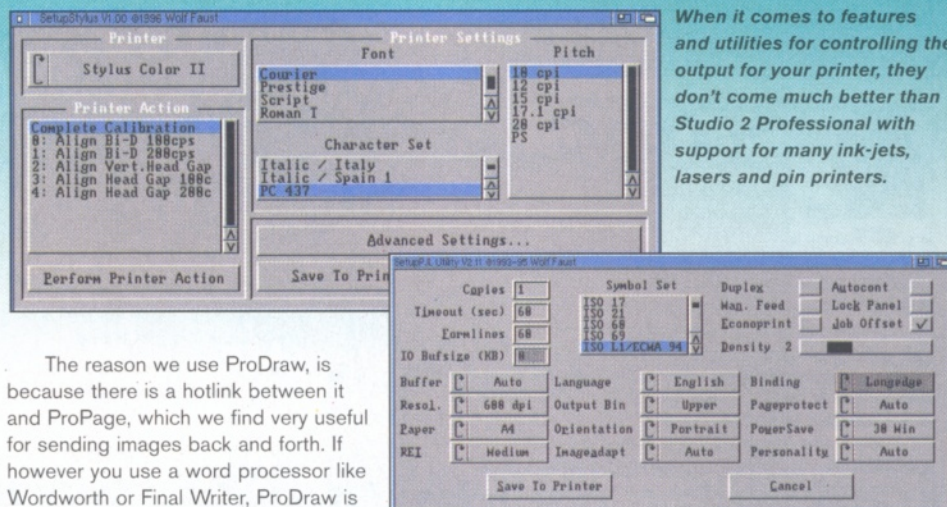 SetupStylus V1.00 ©1996 Wolf Faust
Printer
Stylus Color II
Printer Action
Complete Calibration
0: Align Bi-D 100cps
1: Align Bi-D 200cps
2: Align Vert.Head Gap
3: Align Head Gap 100c
4: Align Head Gap 200c
Perform Printer Action
Printer Settings
Font
Courier
Prestige
Script
Roman T
Character Set
Italic / Italy
Italic / Spain 1
PC 437
Pitch
10 cpi
12 cpi
15 cpi
17.1 cpi
20 cpi
PS
Advanced Settings...
Save To Prin
When it comes to features
and utilities for controlling the
output for your printer, they
don't come much better than
Studio 2 Professional with
support for many ink-jets,
lasers and pin printers.
SetupPJL Utility V2.11 ©1993-95 Wolf Faust
Copies 1
Timeout (sec) 60
Formlines 60
IO Bufsize (KB) 0
Symbol Set
ISO 17
ISO 21
ISO 60
ISO 69
ISO L1/ECMA 94
Duplex Autocont
Man. Feed Lock Panel
Econoprint Job Offset
Density 2
Buffer Auto Language English Binding Longedge
Resol. 600 dpi Output Bin Upper Pageprotect Auto
Paper A4 Orientation Portrait PowerSave 30 Min
REI Medium Imageadapt Auto Personality Auto
Save To Printer Cancel
The reason we use ProDraw, is
because there is a hotlink between it
and ProPage, which we find very useful
for sending images back and forth. If
however you use a word processor like
Wordworth or Final Writer, ProDraw is